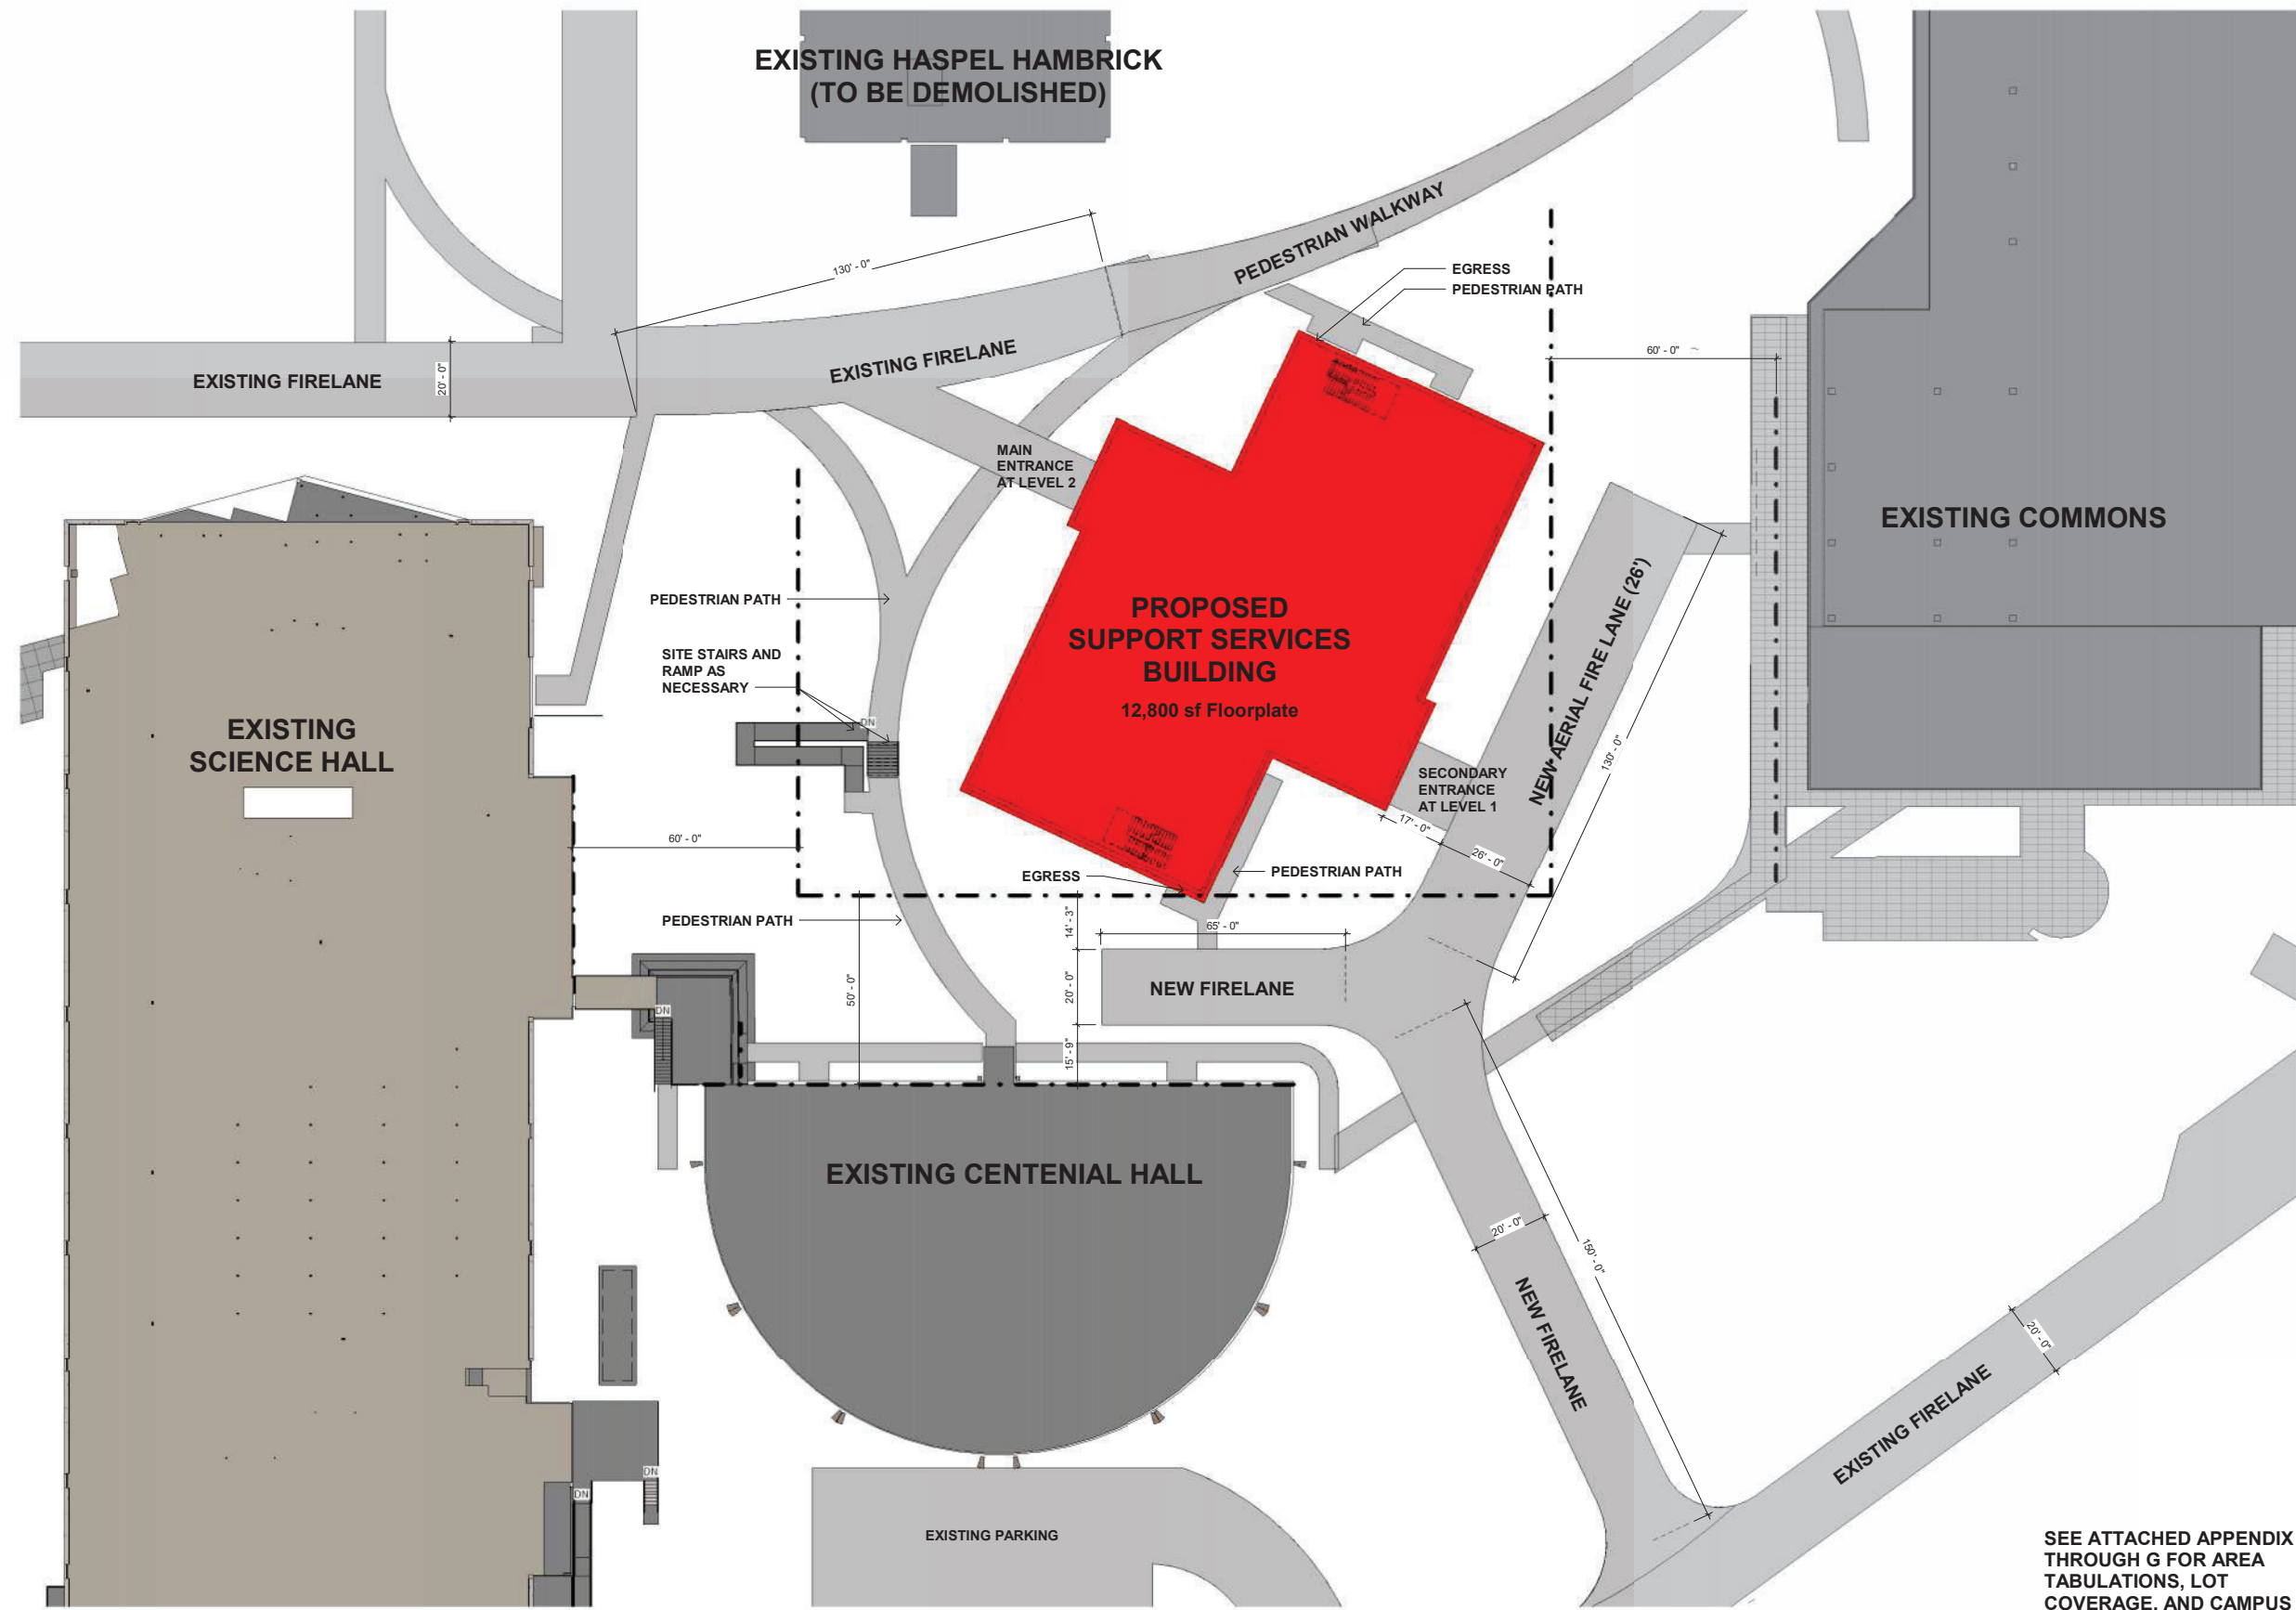 EXISTING HASPEL HAMBRICK
(TO BE DEMOLISHED)
PEDESTRIAN WALKWAY
130' - 0"
EGRESS
PEDESTRIAN PATH
60' - 0"
EXISTING FIRELANE
20' - 0"
EXISTING FIRELANE
MAIN
ENTRANCE
AT LEVEL 2
EXISTING COMMONS
NEW AERIAL FIRE LANE (26')
PEDESTRIAN PATH
PROPOSED
SUPPORT SERVICES
BUILDING
12,800 sf Floorplate
SITE STAIRS AND
RAMP AS
NECESSARY
DN
EXISTING
SCIENCE HALL
130' - 0"
SECONDARY
ENTRANCE
AT LEVEL 1
17' - 0"
26' - 0"
60' - 0"
EGRESS
PEDESTRIAN PATH
PEDESTRIAN PATH
14' - 3"
65' - 0"
50' - 0"
20' - 0"
NEW FIRELANE
DN
15' - 9"
EXISTING CENTENIAL HALL
20' - 0"
150' - 0"
NEW FIRELANE
20' - 0"
EXISTING FIRELANE
DN
DN
EXISTING PARKING
SEE ATTACHED APPENDIX
THROUGH G FOR AREA
TABULATIONS, LOT
COVERAGE, AND CAMPUS